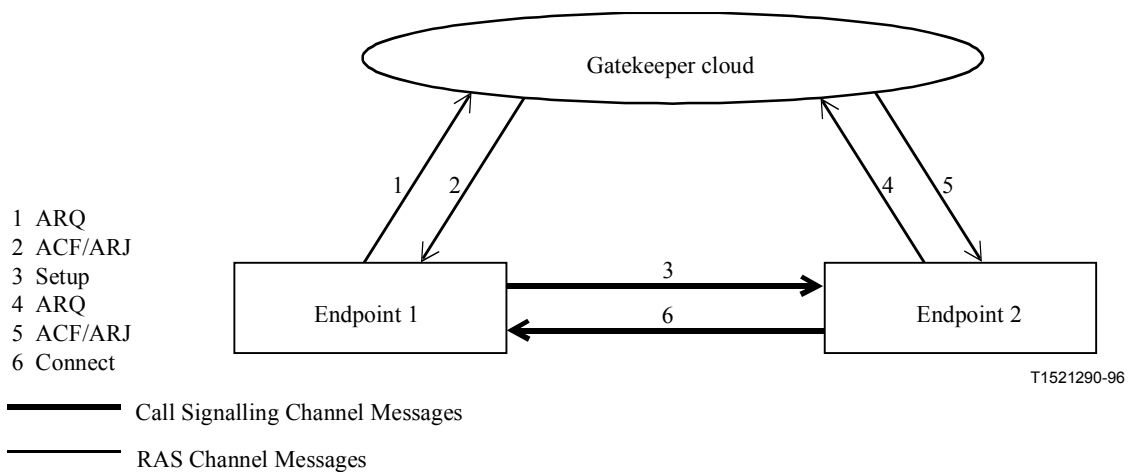 Gatekeeper cloud
1
2
4
5
1 ARQ
2 ACF/ARJ
3 Setup
4 ARQ
5 ACF/ARJ
6 Connect
3
Endpoint 1
6
Endpoint 2
T1521290-96
Call Signalling Channel Messages
RAS Channel Messages